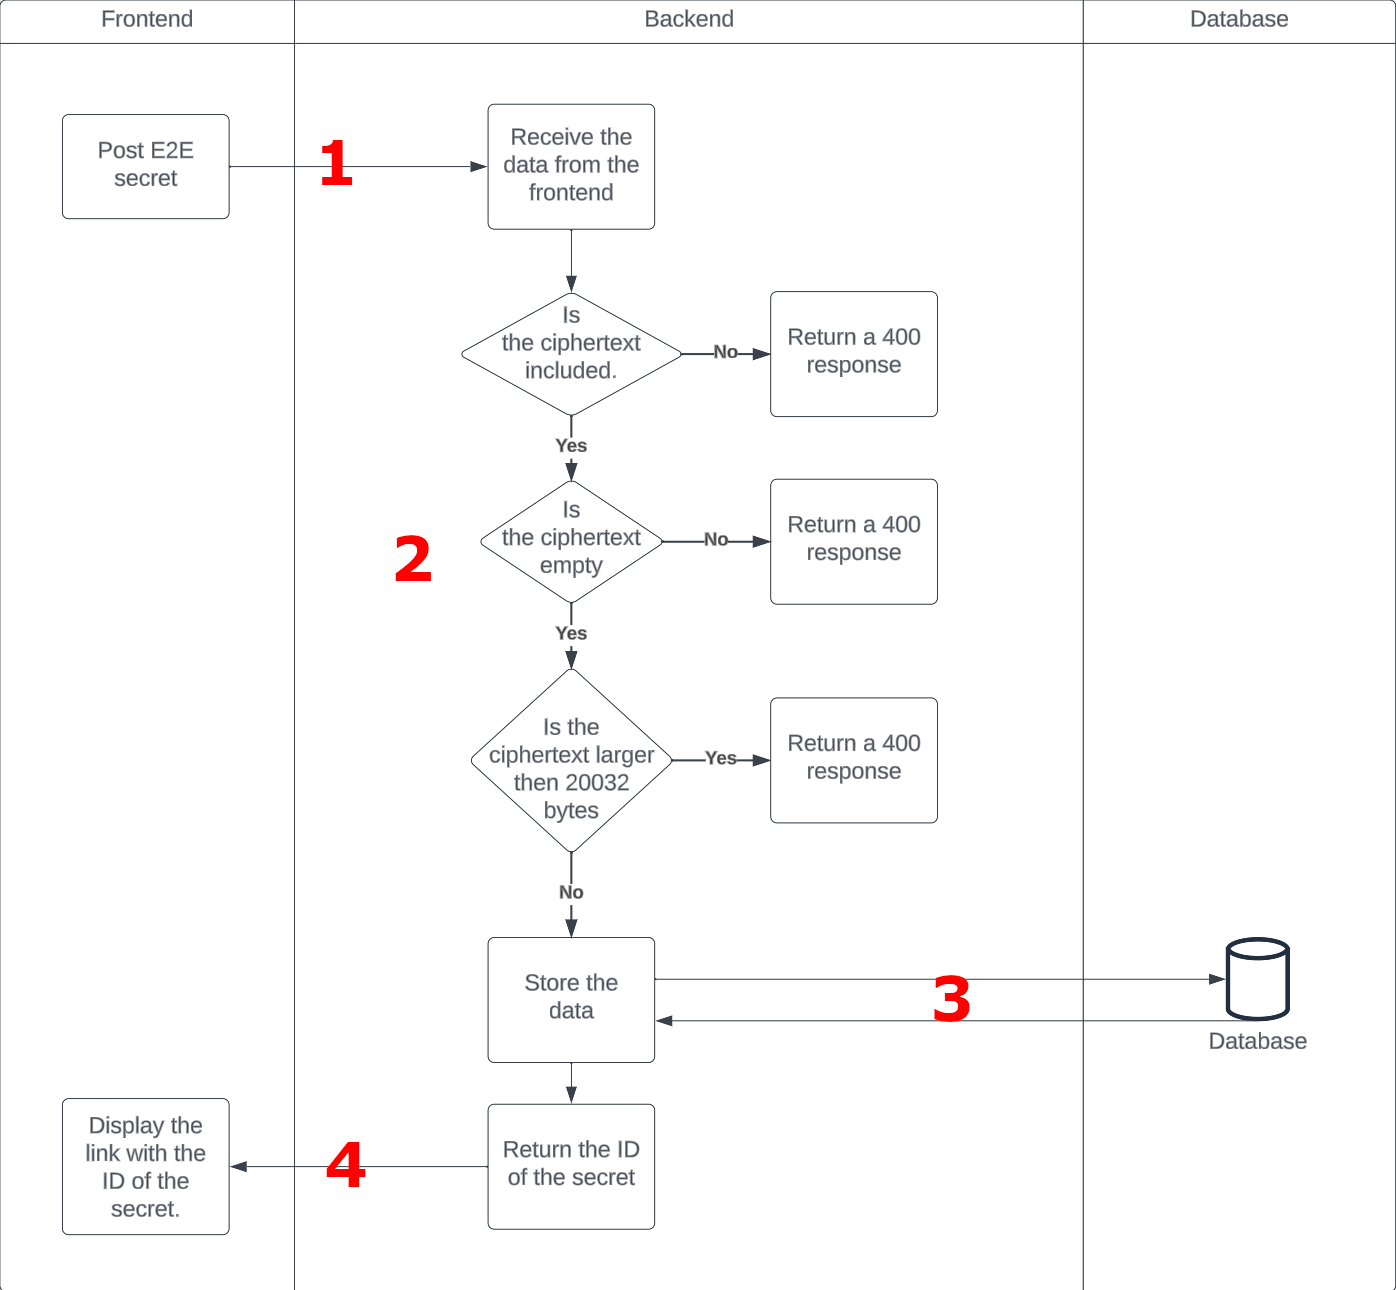 Frontend
Backend
Database
Post E2E
secret
1
Receive the
data from the
frontend
Is
the ciphertext
included.
No
Return a 400
response
Yes
2
Is
the ciphertext
empty
No
Return a 400
response
Yes
Is the
ciphertext larger
then 20032
bytes
Yes
Return a 400
response
No
Store the
data
3
Database
Display the
link with the
ID of the
secret.
4
Return the ID
of the secret